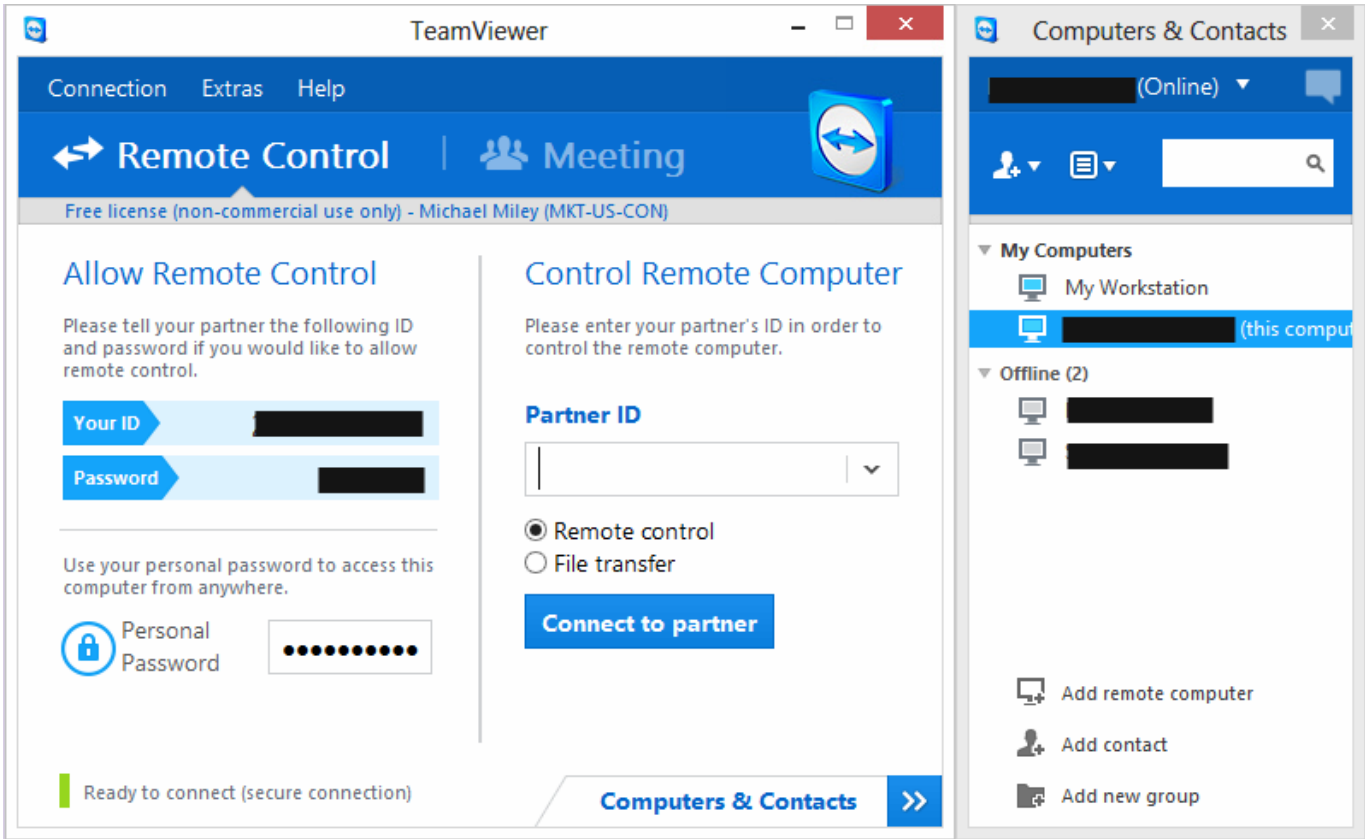 TeamViewer
Connection Extras Help
Remote Control Meeting
Free license (non-commercial use only) - Michael Miley (MKT-US-CON)
Allow Remote Control
Please tell your partner the following ID
and password if you would like to allow
remote control.
Your ID
Password
Use your personal password to access this
computer from anywhere.
Personal
Password
●●●●●●●●●●
Ready to connect (secure connection)
Control Remote Computer
Please enter your partner's ID in order to
control the remote computer.
Partner ID
Remote control
File transfer
Connect to partner
Computers & Contacts
Computers & Contacts
(Online)
My Computers
My Workstation
(this comput
Offline (2)
Add remote computer
Add contact
Add new group